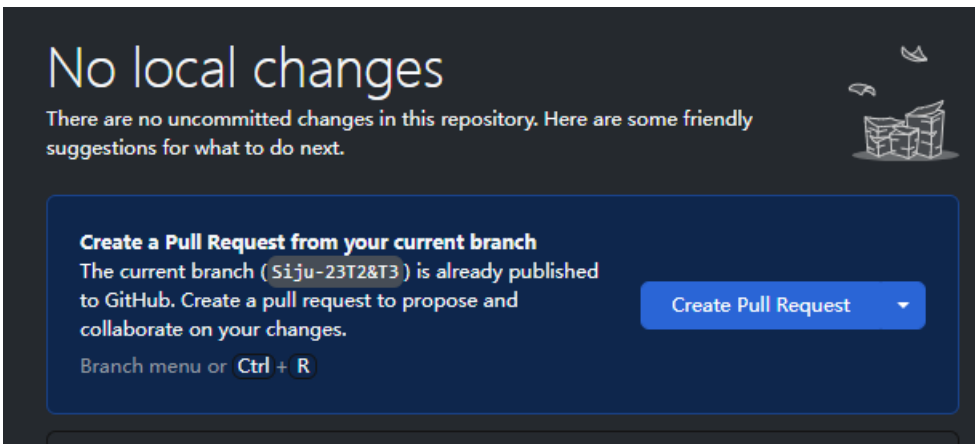 No local changes
There are no uncommitted changes in this repository. Here are some friendly
suggestions for what to do next.
Create a Pull Request from your current branch
The current branch ( Siju-23T2&T3 ) is already published
to GitHub. Create a pull request to propose and
collaborate on your changes.
Create Pull Request
Branch menu or Ctrl + R